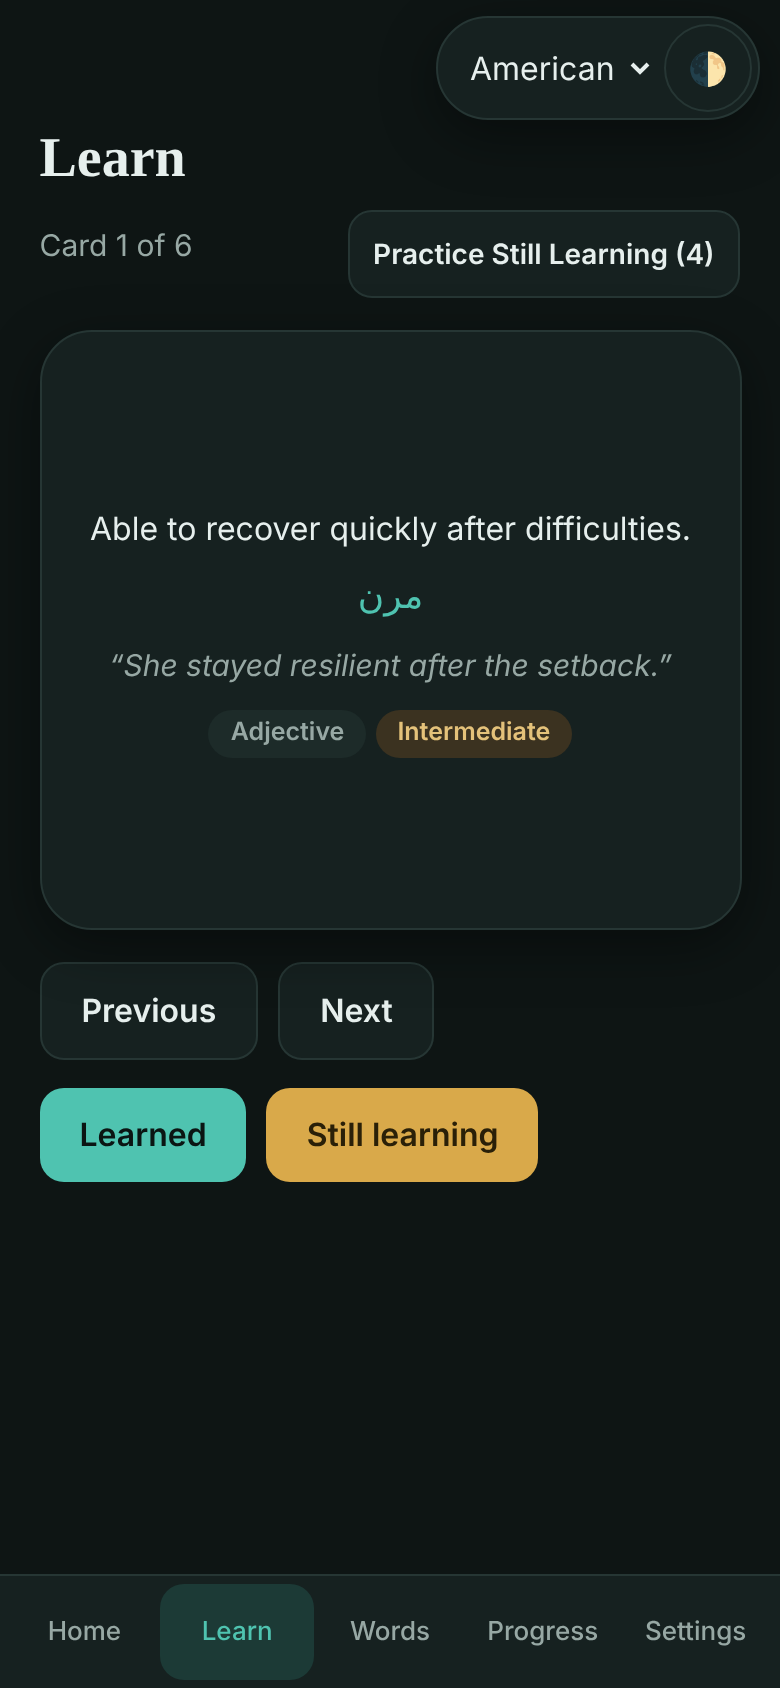 American
Learn
Card 1 of 6
Practice Still Learning (4)
Able to recover quickly after difficulties.
مرن
“She stayed resilient after the setback.”
Adjective Intermediate
Previous Next
Learned Still learning
Home Learn Words Progress Settings